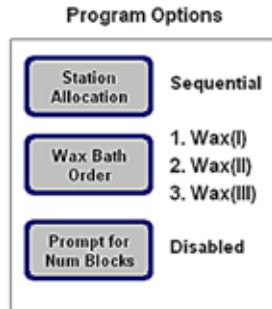 Program Options
Station
Allocation
Sequential
Wax Bath
Order
1. Wax(I)
2. Wax(II)
3. Wax(III)
Prompt for
Num Blocks
Disabled